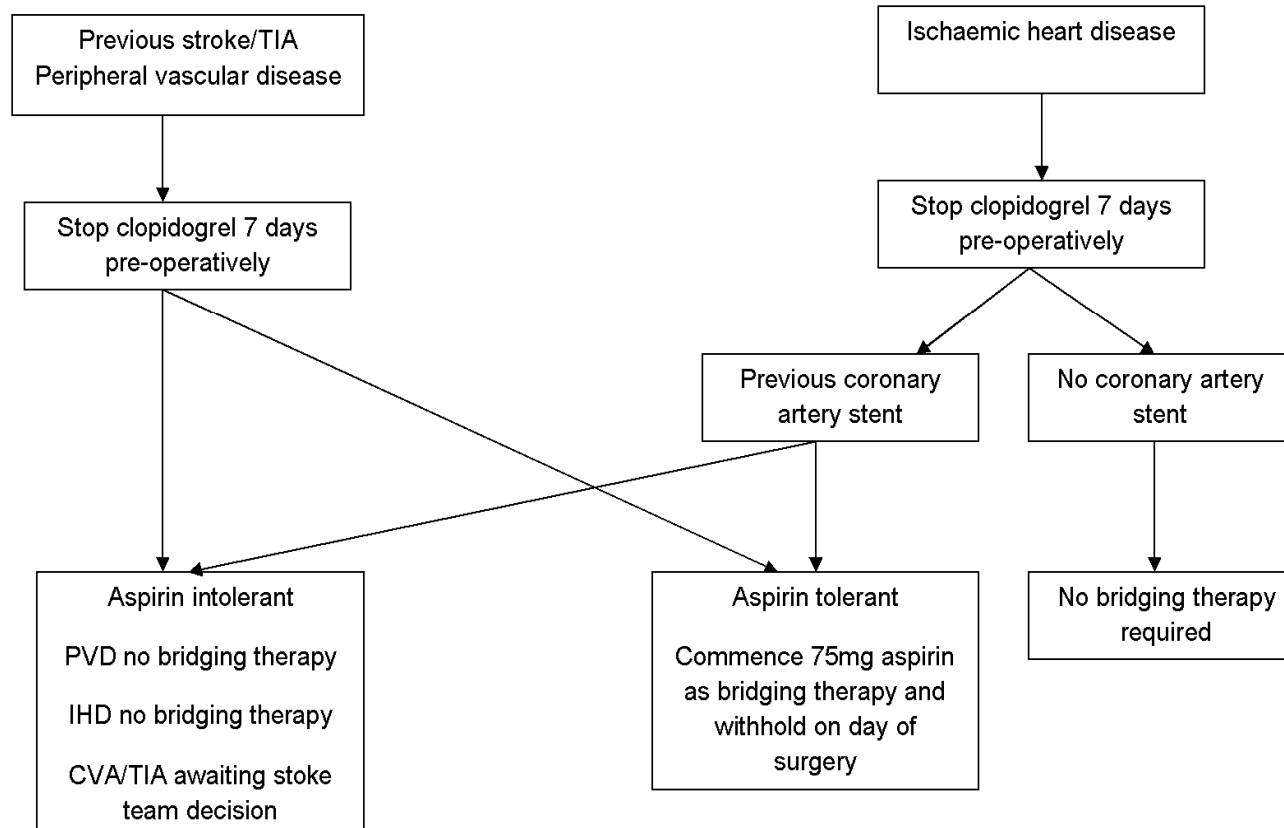 Previous stroke/TIA
Peripheral vascular disease
Ischaemic heart disease
Stop clopidogrel 7 days
pre-operatively
Stop clopidogrel 7 days
pre-operatively
Previous coronary
artery stent
No coronary artery
stent
Aspirin intolerant
PVD no bridging therapy
IHD no bridging therapy
CVA/TIA awaiting stoke
team decision
Aspirin tolerant
Commence 75mg aspirin
as bridging therapy and
withhold on day of
surgery
No bridging therapy
required